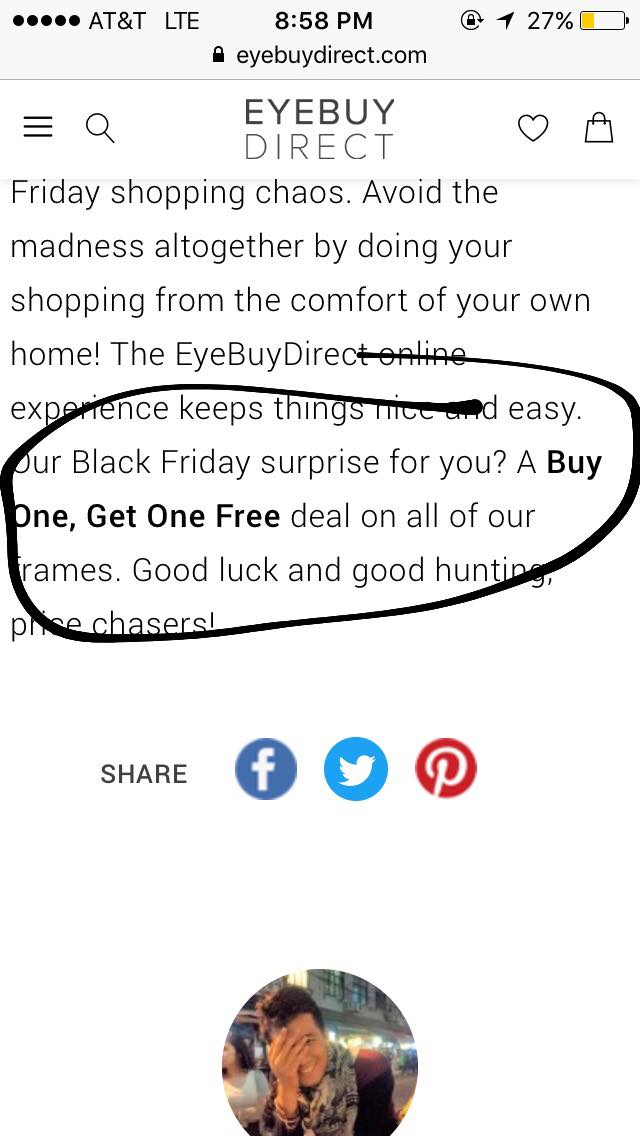 AT&T LTE 8:58 PM 27%
eyebuydirect.com
EYEBUY
DIRECT
Friday shopping chaos. Avoid the
madness altogether by doing your
shopping from the comfort of your own
home! The EyeBuyDirect online
experience keeps things nice and easy.
Our Black Friday surprise for you? A Buy
One, Get One Free deal on all of our
frames. Good luck and good hunting,
price chasers!
SHARE